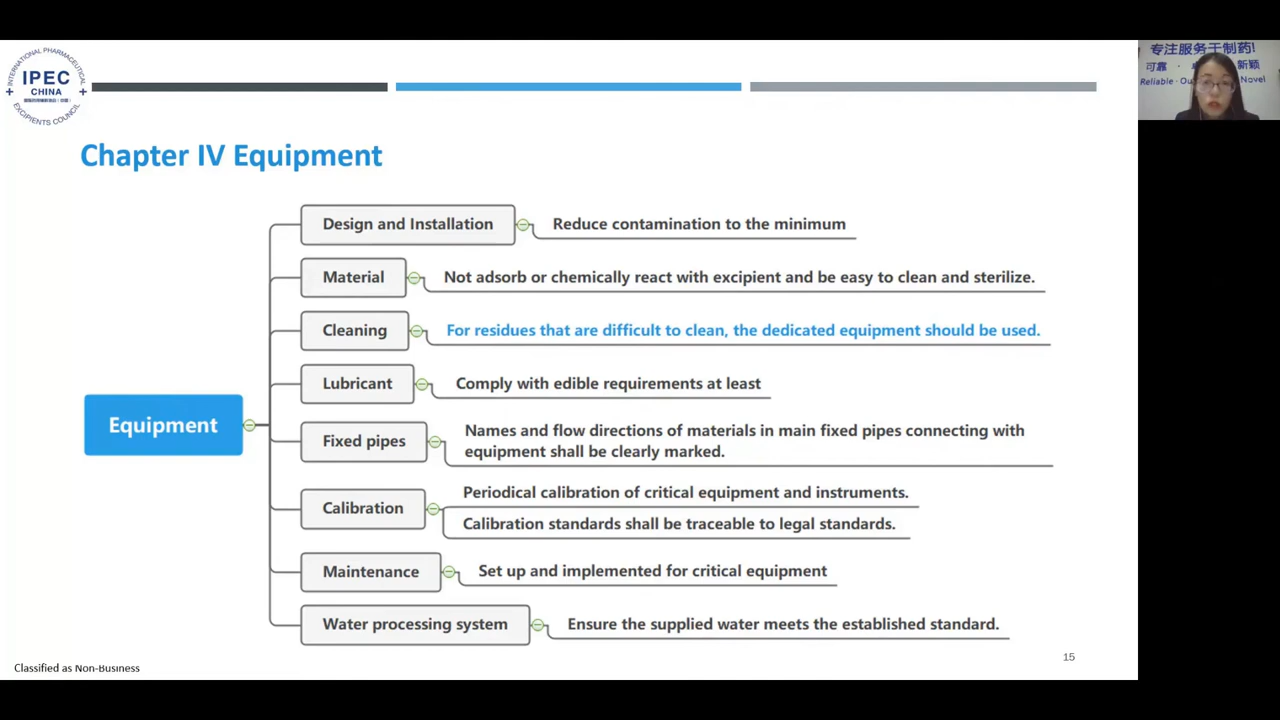 INTERNATIONAL PHARMACEUTICAL
IPEC
CHINA
EXCIPIENTS COUNCIL
专注服务于制药!
可靠 ·
新颖
Reliable
Novel
Chapter IV Equipment
Equipment
Design and Installation
Reduce contamination to the minimum
Material
Not adsorb or chemically react with excipient and be easy to clean and sterilize.
Cleaning
For residues that are difficult to clean, the dedicated equipment should be used.
Lubricant
Comply with edible requirements at least
Fixed pipes
Names and flow directions of materials in main fixed pipes connecting with
equipment shall be clearly marked.
Calibration
Periodical calibration of critical equipment and instruments.
Calibration standards shall be traceable to legal standards.
Maintenance
Set up and implemented for critical equipment
Water processing system
Ensure the supplied water meets the established standard.
15
Classified as Non-Business